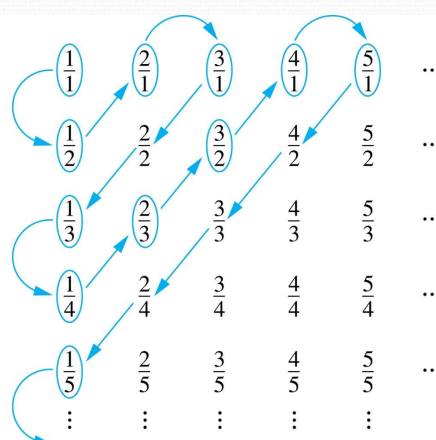 1/1 2/1 3/1 4/1 5/1 ...
1/2 2/2 3/2 4/2 5/2 ...
1/3 2/3 3/3 4/3 5/3 ...
1/4 2/4 3/4 4/4 5/4 ...
1/5 2/5 3/5 4/5 5/5 ...
⋮ ⋮ ⋮ ⋮ ⋮